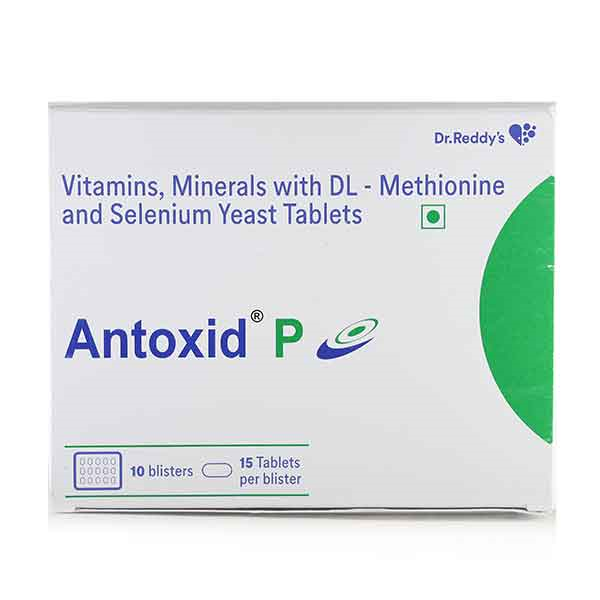 Dr.Reddy's
Vitamins, Minerals with DL - Methionine
and Selenium Yeast Tablets
Antoxid® P
10 blisters
15 Tablets
per blister